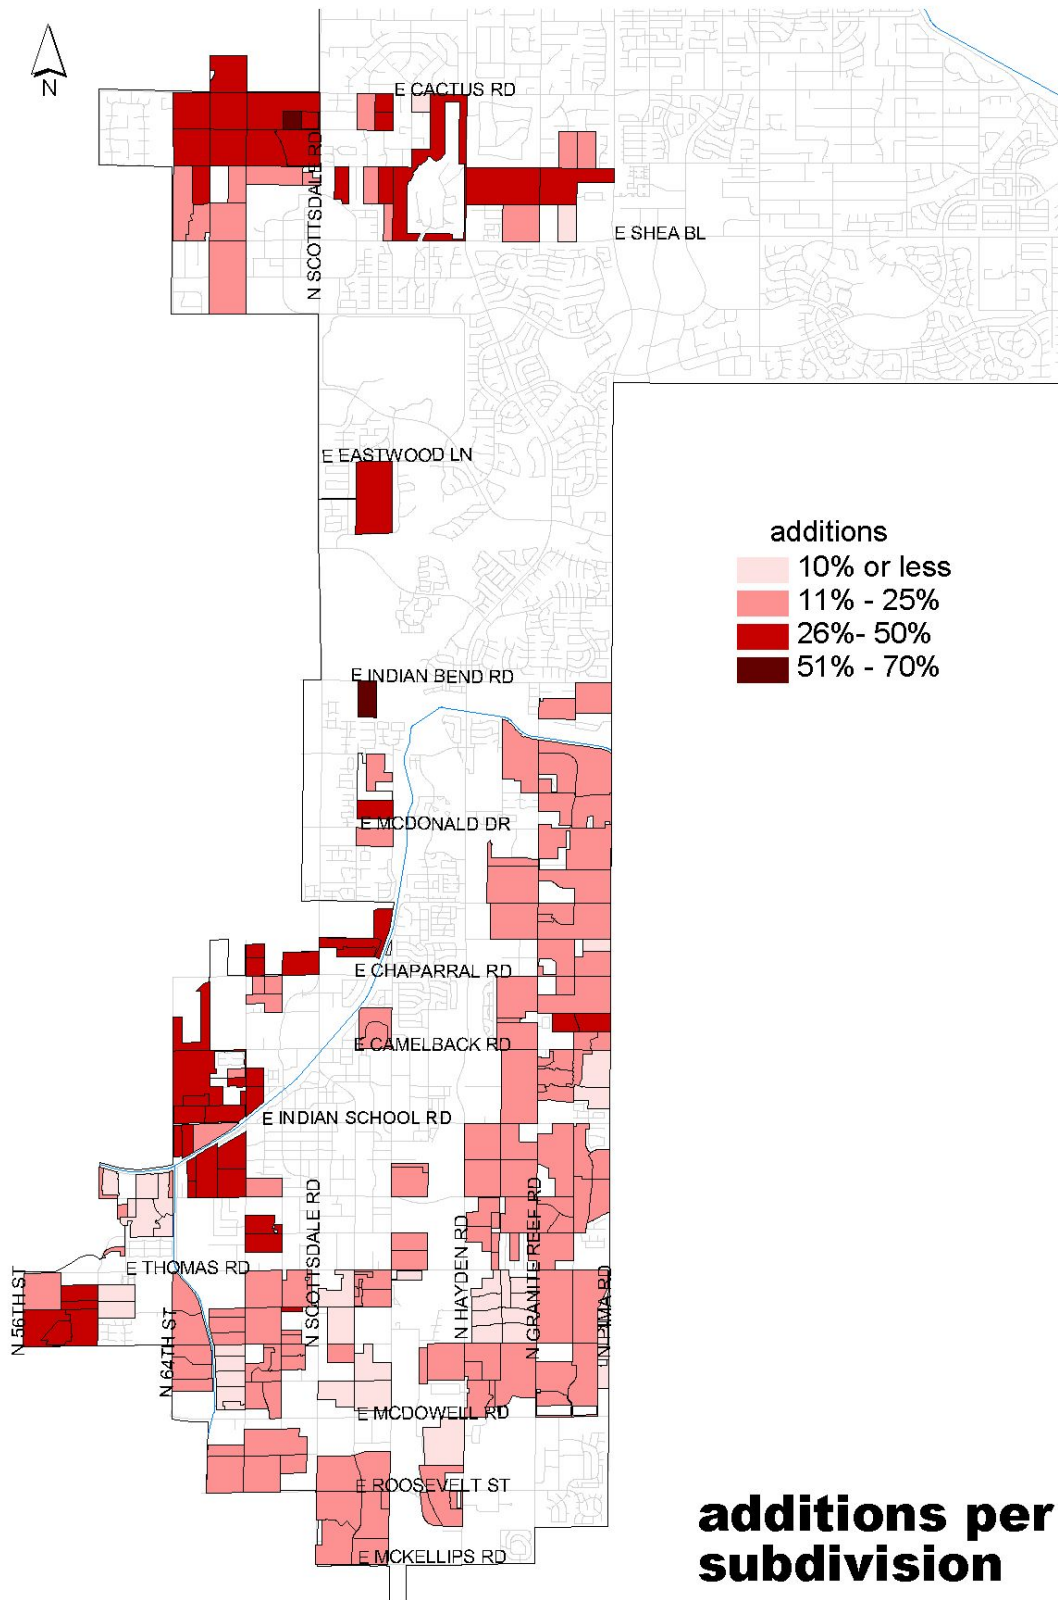 N
E CACTUS RD
N SCOTTSDALE RD
E SHEA BL
E EASTWOOD LN
additions
10% or less
11% - 25%
26%- 50%
51% - 70%
E INDIAN BEND RD
E MCDONALD DR
E CHAPARRAL RD
E CAMELBACK RD
E INDIAN SCHOOL RD
N SCOTTSDALE RD
N HAYDEN RD
N GRANITE REEF RD
N PIMA RD
E THOMAS RD
N 56TH ST
N 64TH ST
E MCDOWELL RD
E ROOSEVELT ST
E MCKELLIPS RD
additions per
subdivision